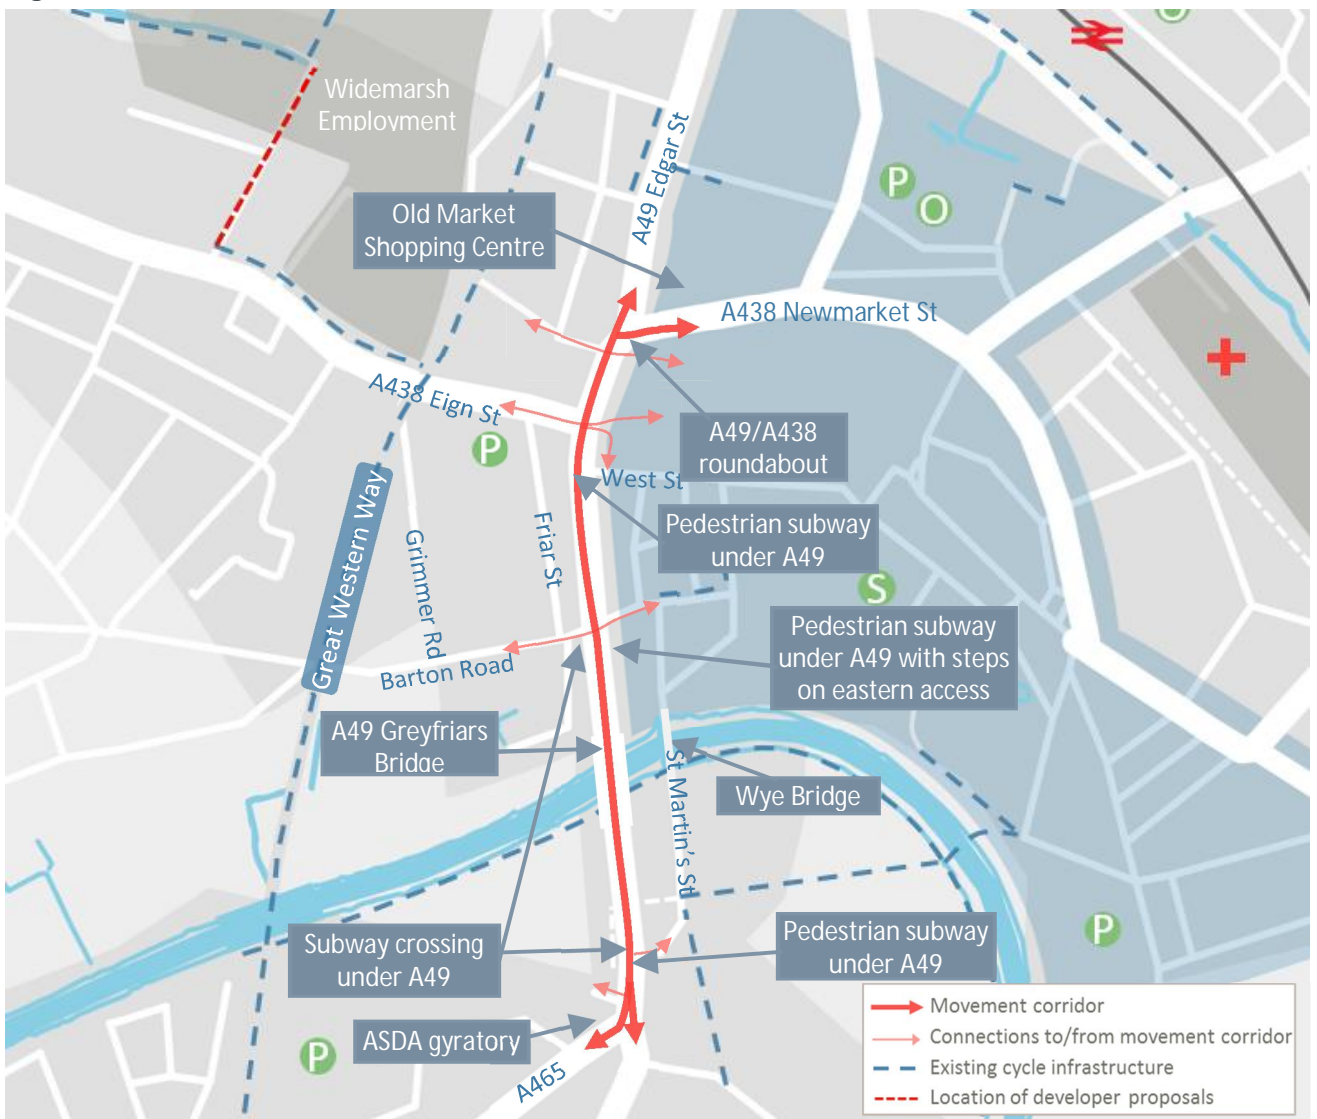 Widemarsh
Employment
A49 Edgar St
Old Market
Shopping Centre
P
O
A438 Newmarket St
A438 Eign St
P
A49/A438
roundabout
West St
Great Western Way
Grimmer Rd
Friar St
Pedestrian subway
under A49
S
Barton Road
Pedestrian subway
under A49 with steps
on eastern access
A49 Greyfriars
Bridge
St Martin's St
Wye Bridge
Subway crossing
under A49
Pedestrian subway
under A49
P
ASDA gyratory
P
A465
Movement corridor
Connections to/from movement corridor
Existing cycle infrastructure
Location of developer proposals